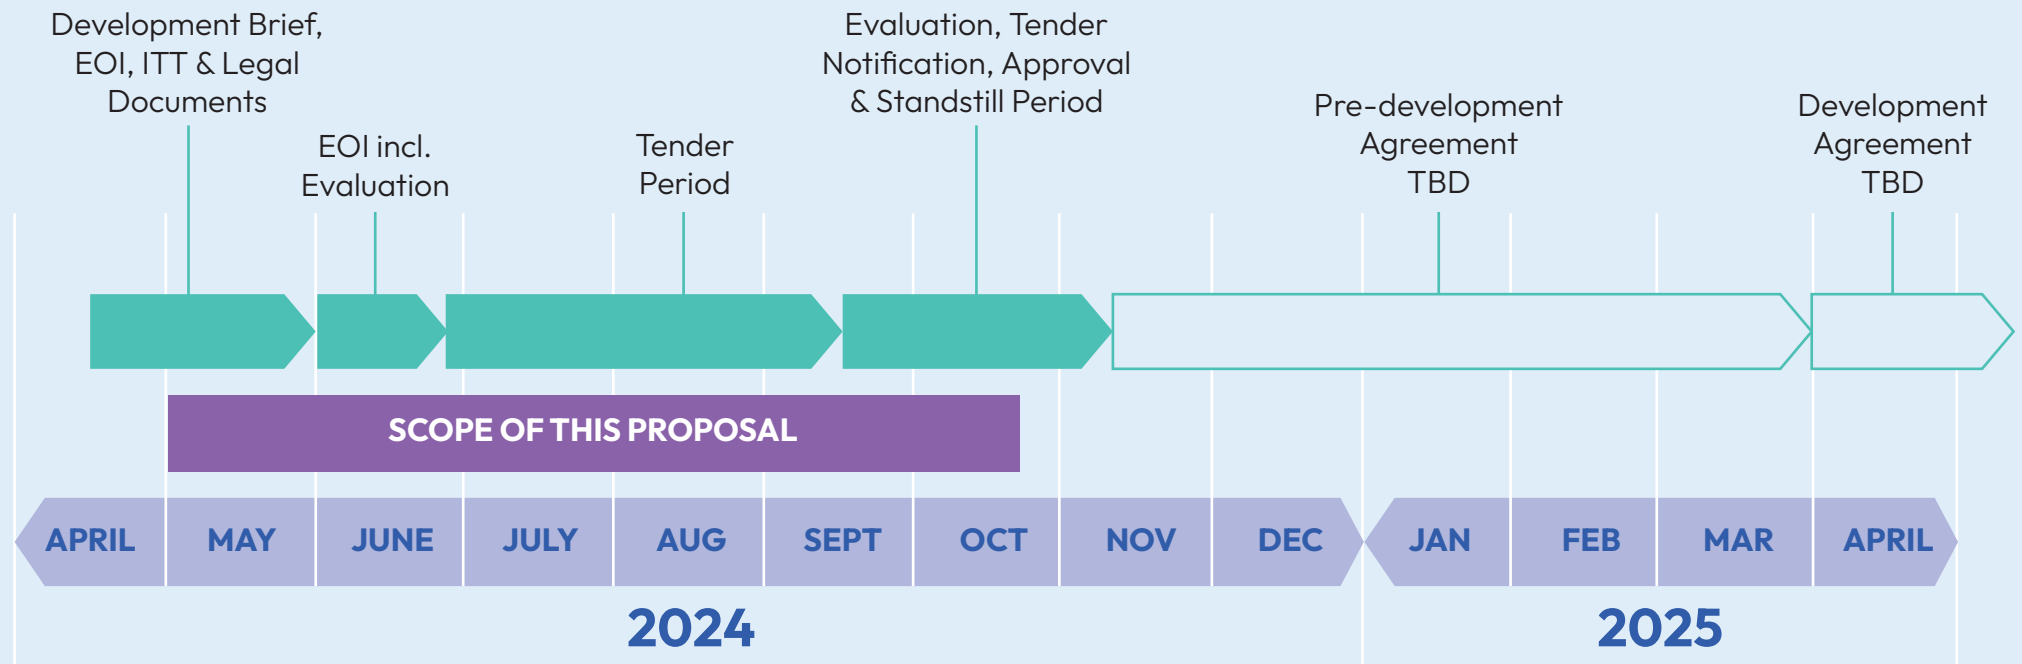 Development Brief,
EOI, ITT & Legal
Documents
EOI incl.
Evaluation
Tender
Period
Evaluation, Tender
Notification, Approval
& Standstill Period
Pre-development
Agreement
TBD
Development
Agreement
TBD
SCOPE OF THIS PROPOSAL
APRIL MAY JUNE JULY AUG SEPT OCT NOV DEC JAN FEB MAR APRIL
2024 2025